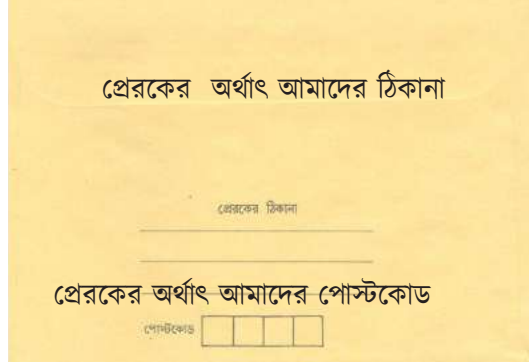 প্রেরকের অর্থাৎ আমাদের ঠিকানা
প্রেরকের ঠিকানা
প্রেরকের অর্থাৎ আমাদের পোস্টকোড
পোস্টকোড